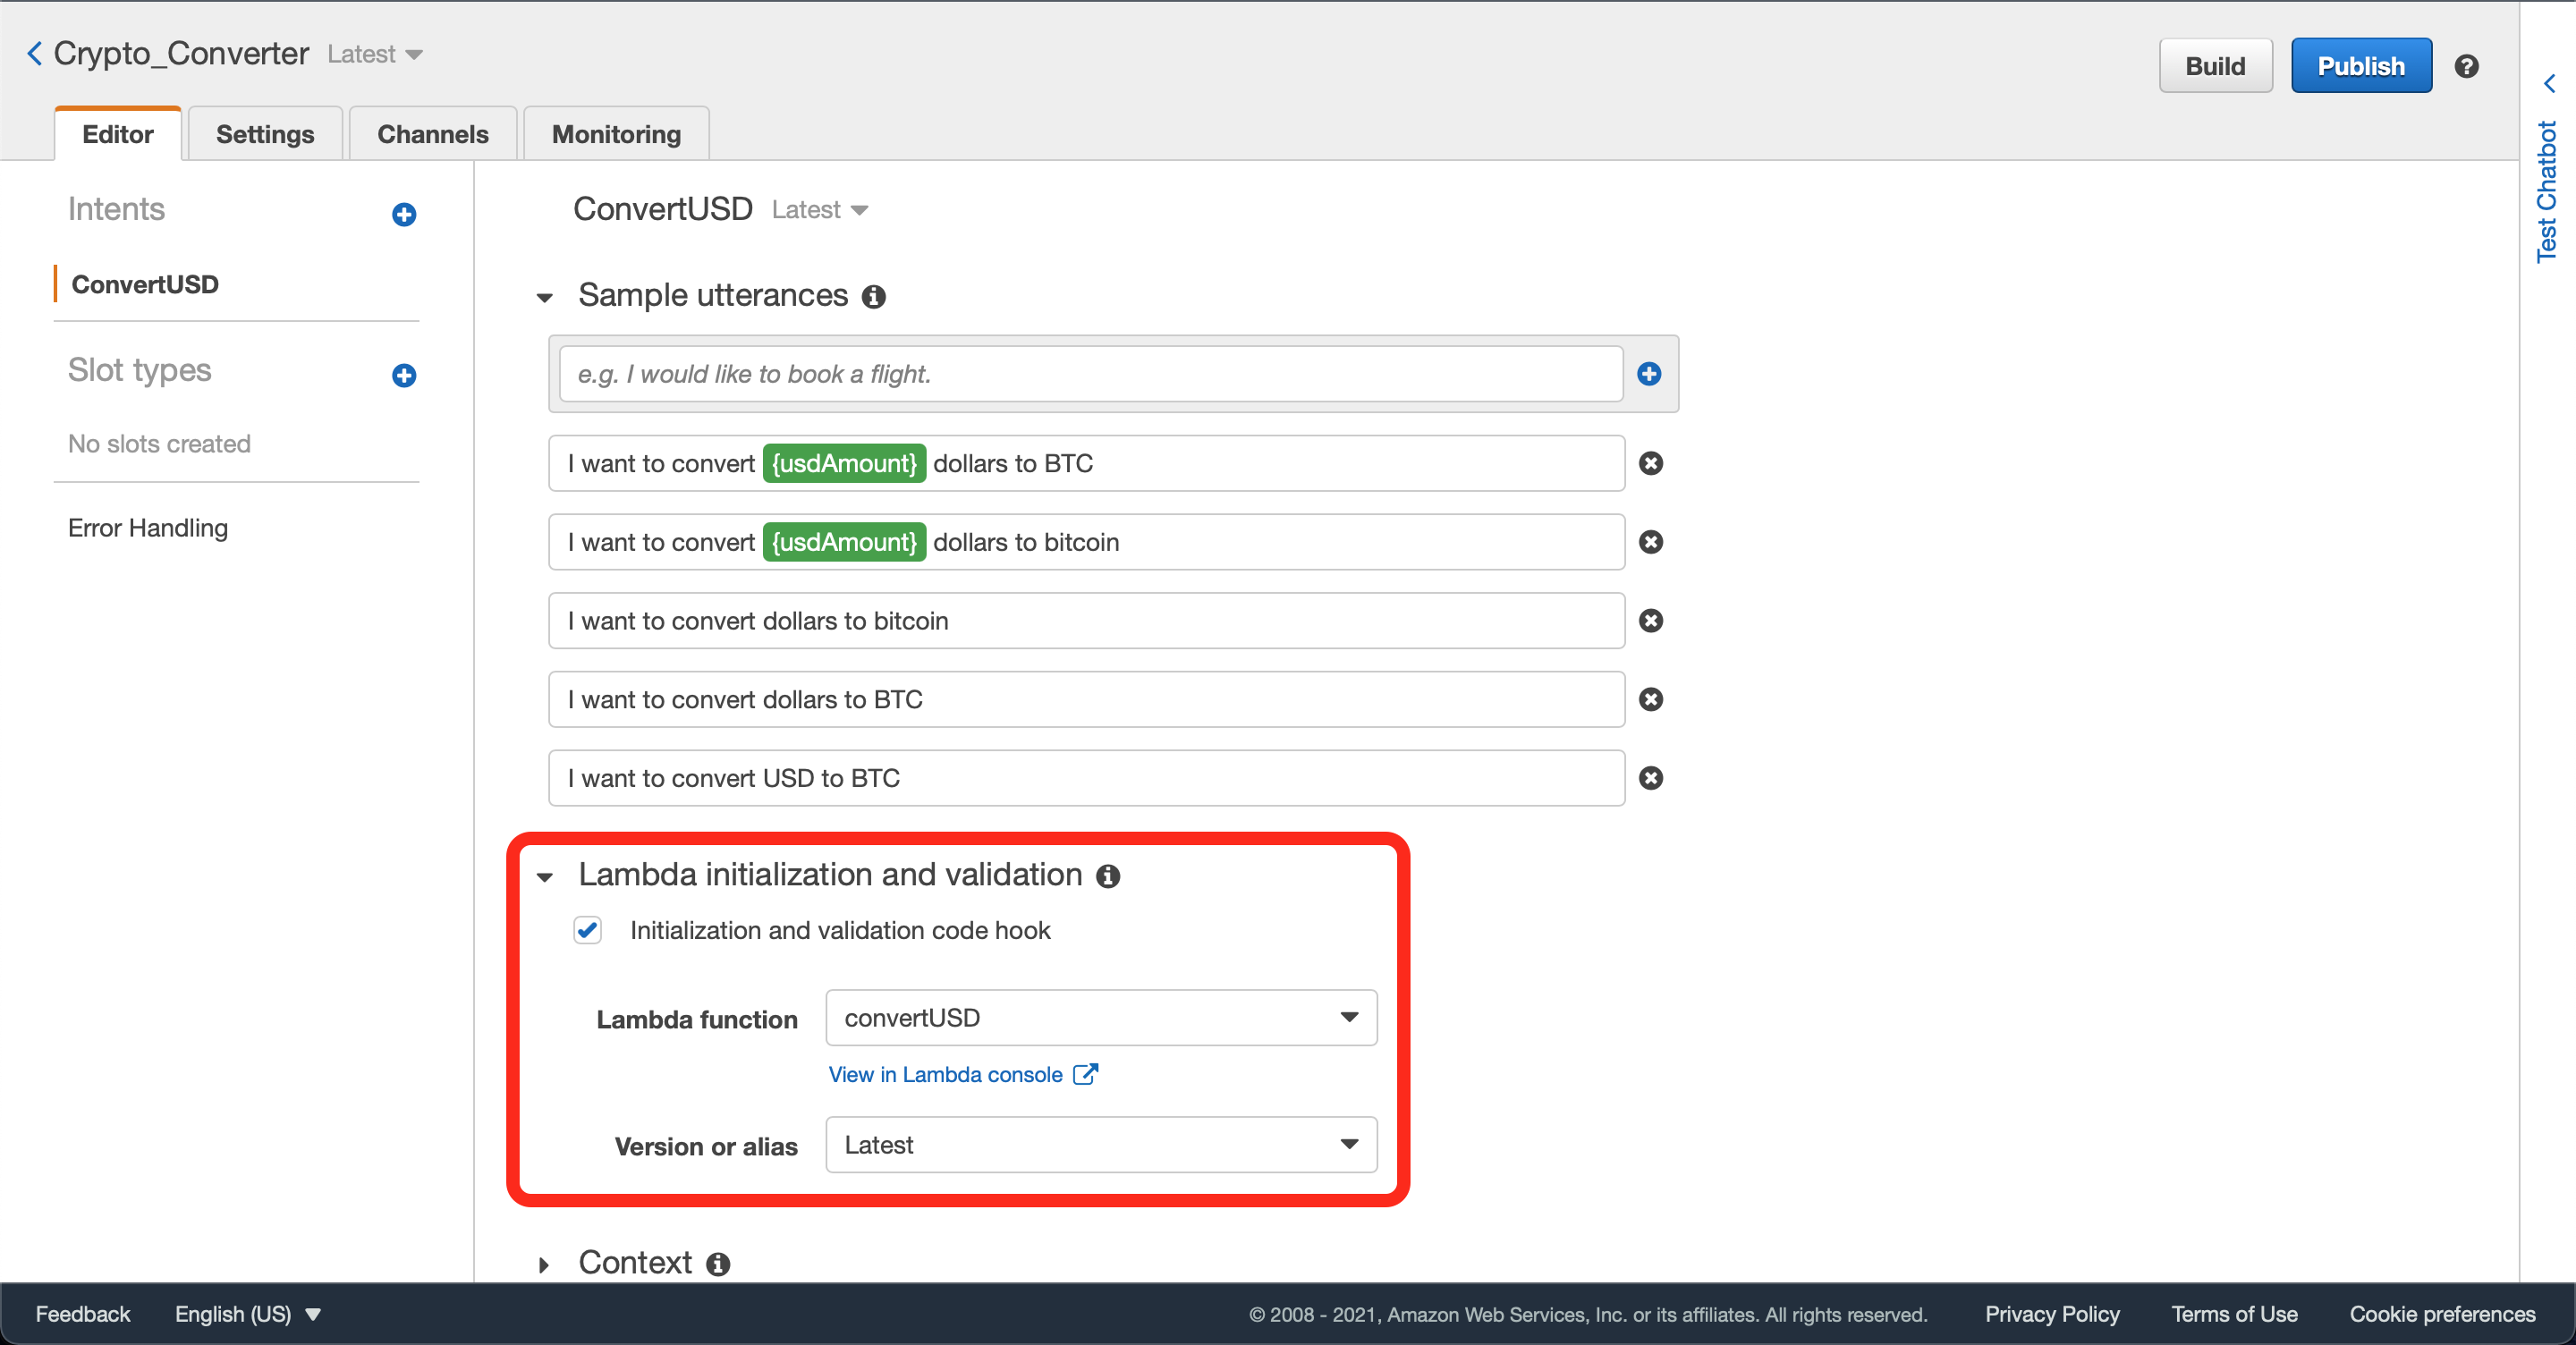 Crypto_Converter Latest
Build
Publish
Test Chatbot
Editor
Settings
Channels
Monitoring
Intents
ConvertUSD
Slot types
No slots created
Error Handling
ConvertUSD Latest
Sample utterances
e.g. I would like to book a flight.
I want to convert {usdAmount} dollars to BTC
I want to convert {usdAmount} dollars to bitcoin
I want to convert dollars to bitcoin
I want to convert dollars to BTC
I want to convert USD to BTC
Lambda initialization and validation
Initialization and validation code hook
Lambda function convertUSD
View in Lambda console
Version or alias Latest
Context
Feedback English (US) © 2008 - 2021, Amazon Web Services, Inc. or its affiliates. All rights reserved. Privacy Policy Terms of Use Cookie preferences